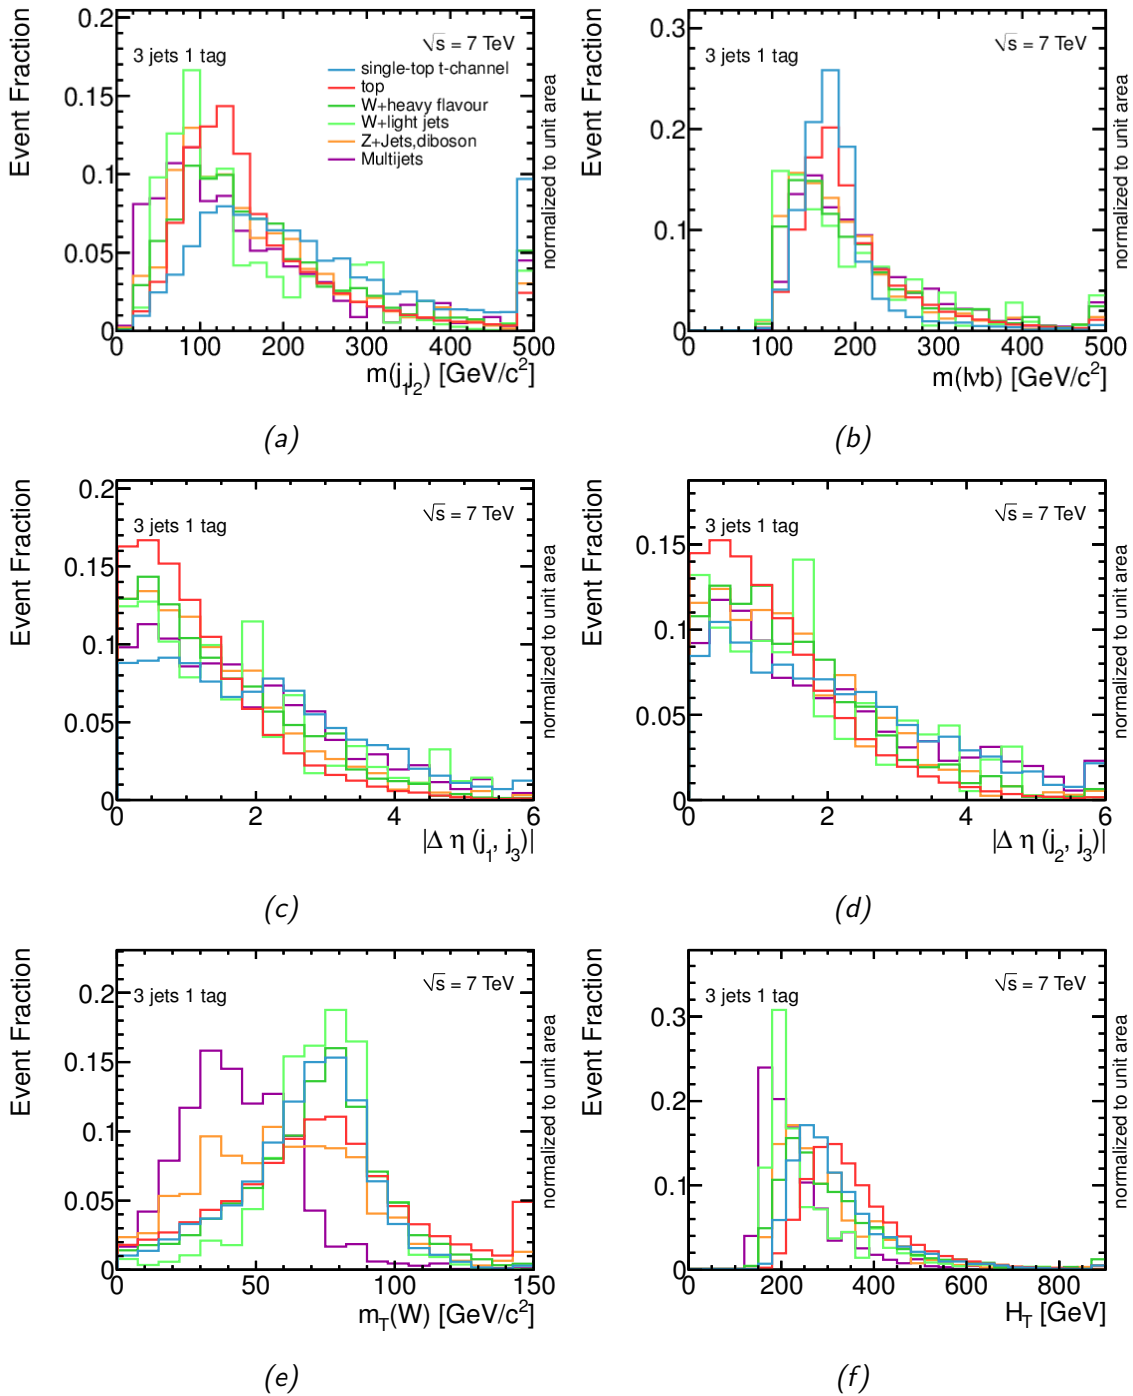 Event Fraction
0.2
0.15
0.1
0.05
0
3 jets 1 tag
√s = 7 TeV
single-top t-channel
top
W+heavy flavour
W+light jets
Z+Jets,diboson
Multijets
normalized to unit area
0 100 200 300 400 500
m(j₁j₂) [GeV/c²]
(a)
Event Fraction
0.3
0.2
0.1
0
3 jets 1 tag
√s = 7 TeV
normalized to unit area
0 100 200 300 400 500
m(lνb) [GeV/c²]
(b)
Event Fraction
0.2
0.15
0.1
0.05
0
3 jets 1 tag
√s = 7 TeV
normalized to unit area
0 2 4 6
|Δ η (j₁, j₃)|
(c)
Event Fraction
0.15
0.1
0.05
0
3 jets 1 tag
√s = 7 TeV
normalized to unit area
0 2 4 6
|Δ η (j₂, j₃)|
(d)
Event Fraction
0.2
0.15
0.1
0.05
0
3 jets 1 tag
√s = 7 TeV
normalized to unit area
0 50 100 150
m_T(W) [GeV/c²]
(e)
Event Fraction
0.3
0.2
0.1
0
3 jets 1 tag
√s = 7 TeV
normalized to unit area
0 200 400 600 800
H_T [GeV]
(f)